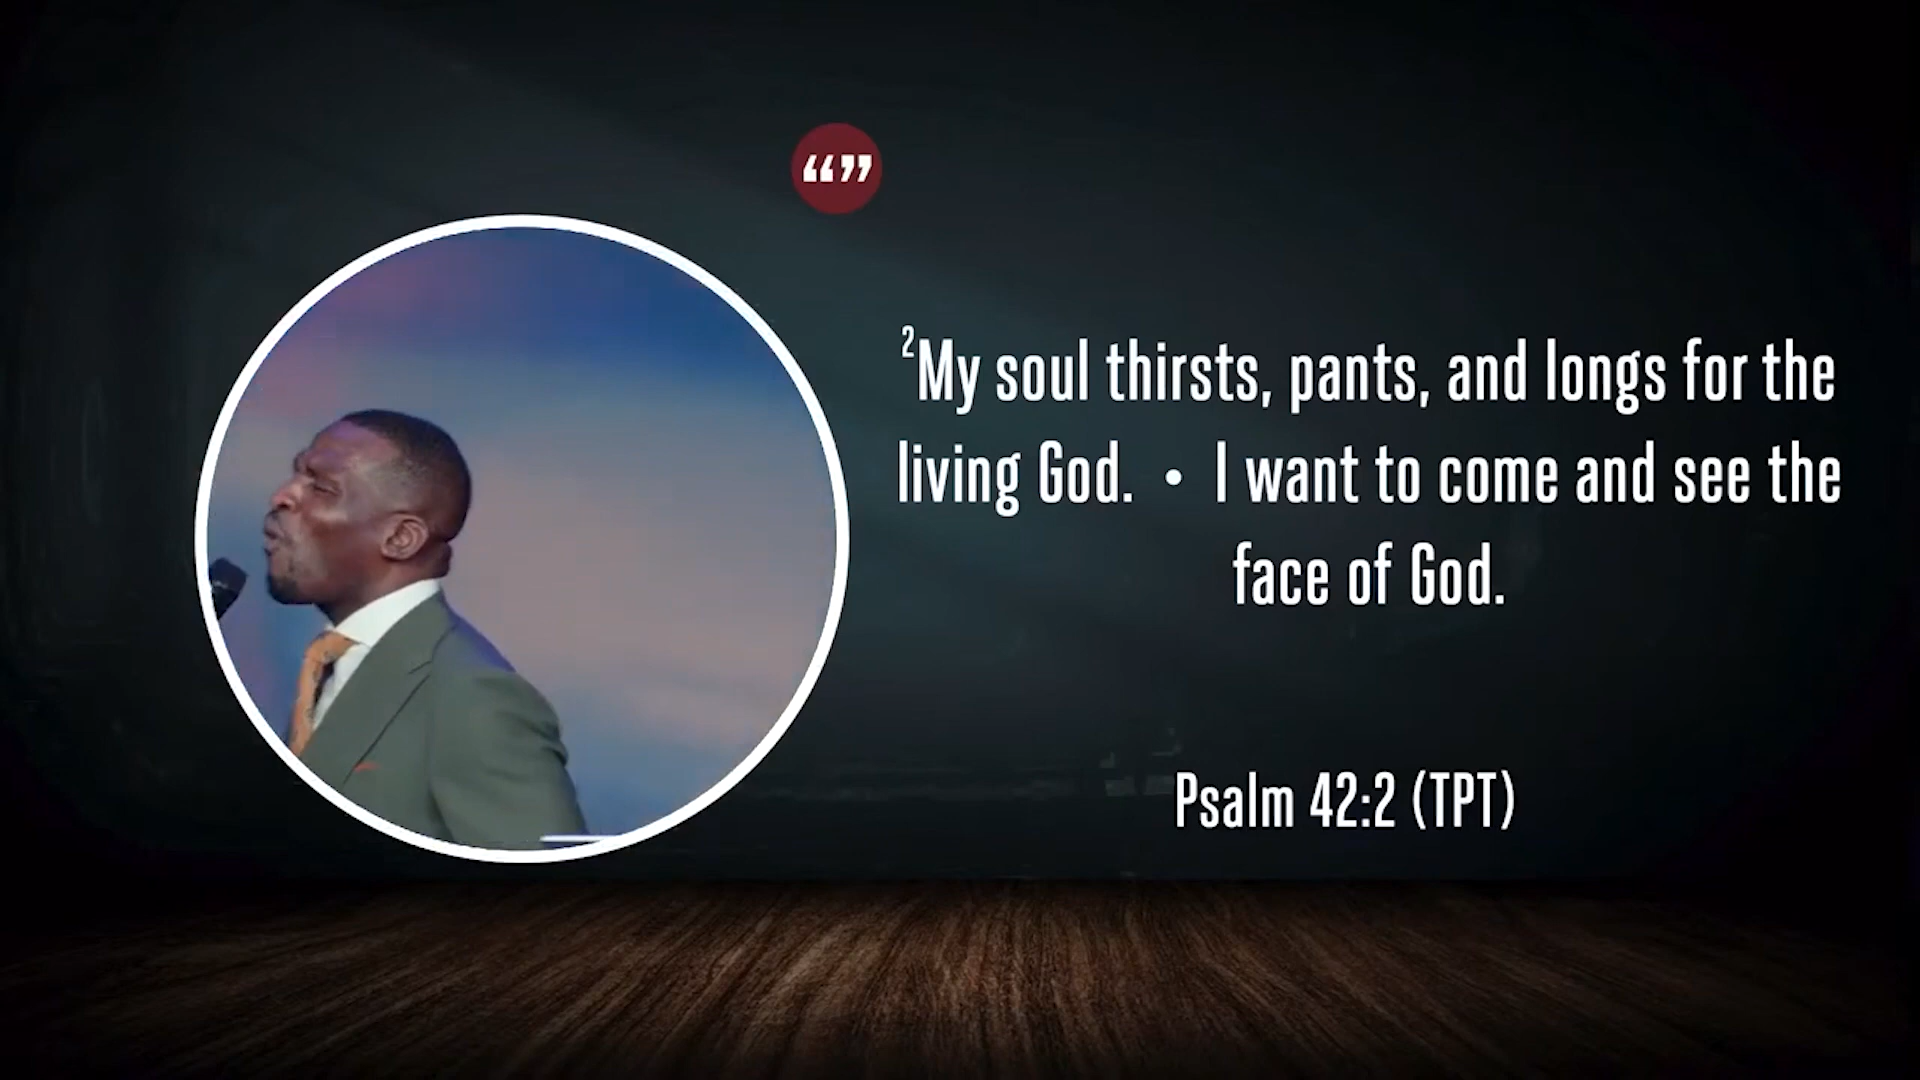 “”
²My soul thirsts, pants, and longs for the
living God. • I want to come and see the
face of God.
Psalm 42:2 (TPT)